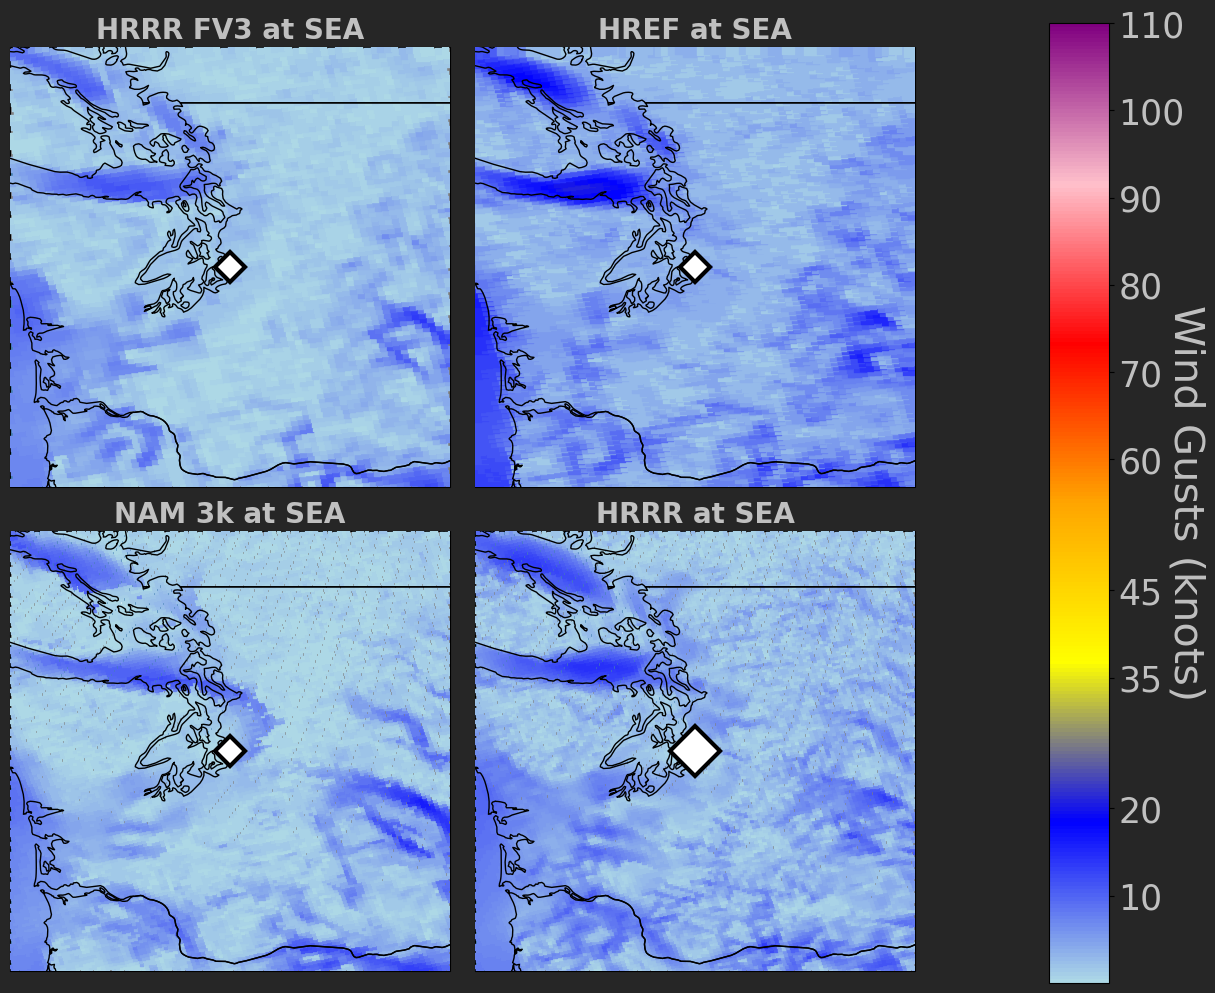 HRRR FV3 at SEA
HREF at SEA
NAM 3k at SEA
HRRR at SEA
110
100
90
80
70
60
45
35
20
10
Wind Gusts (knots)